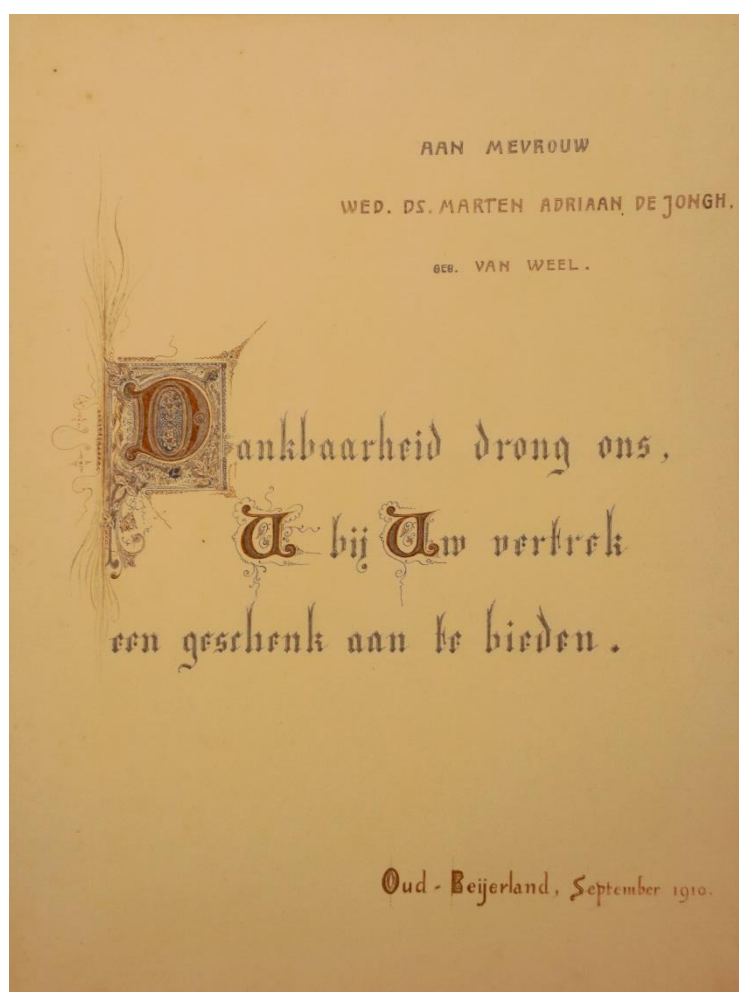 AAN MEVROUW
WED. DS. MARTEN ADRIAAN DE JONGH,
GEB. VAN WEEL.
Dankbaarheid drong ons,
U bij Uw vertrek
een geschenk aan te bieden.
Oud-Beijerland, September 1910.